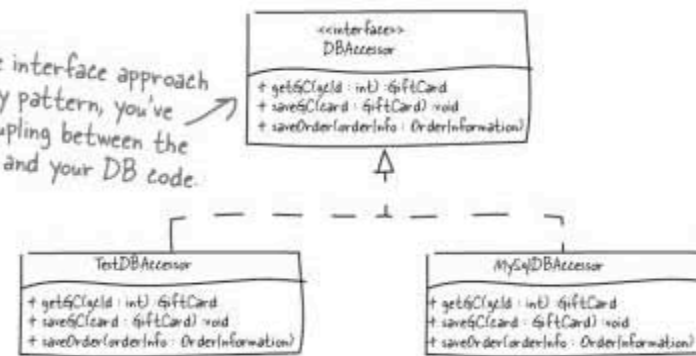 <<interface>>
DBAccessor
+ getGC(gcId : int) : GiftCard
+ saveGC(card : GiftCard) : void
+ saveOrder(orderInfo : OrderInformation)
interface approach
pattern, you've
between the
and your DB code.
TestDBAccessor
+ getGC(gcId : int) : GiftCard
+ saveGC(card : GiftCard) : void
+ saveOrder(orderInfo : OrderInformation)
MySqlDBAccessor
+ getGC(gcId : int) : GiftCard
+ saveGC(card : GiftCard) : void
+ saveOrder(orderInfo : OrderInformation)